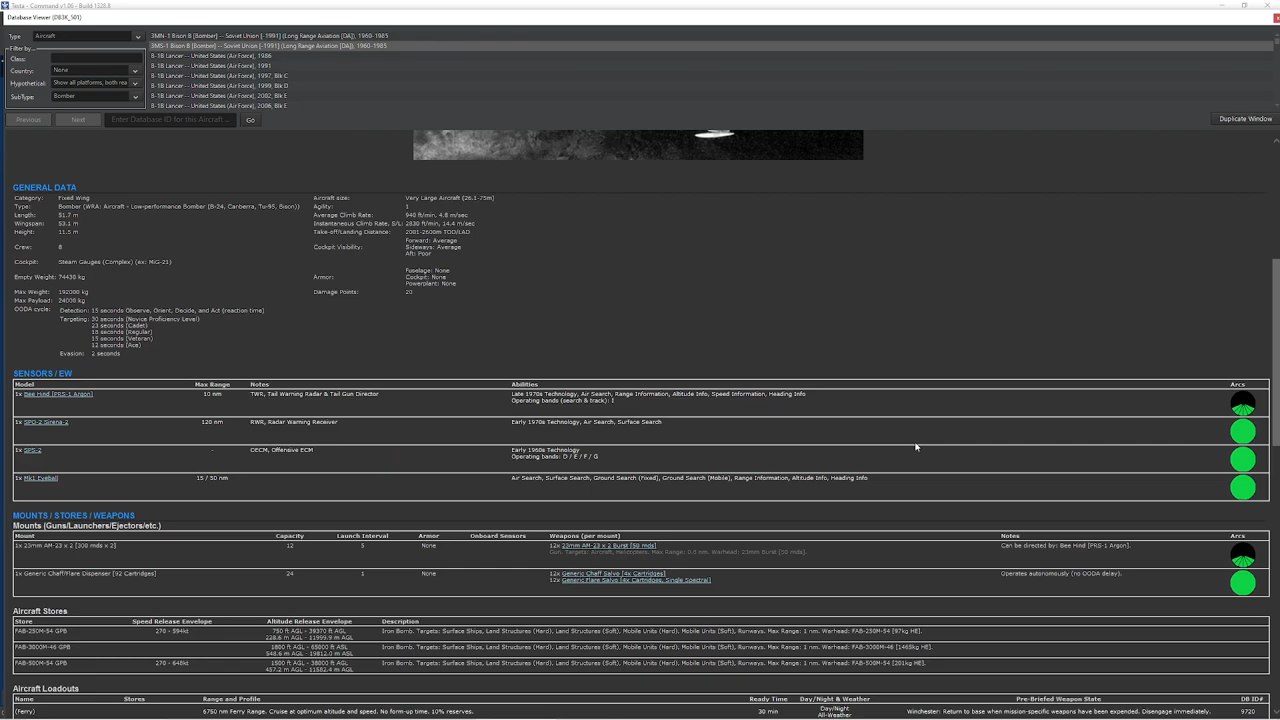 Texta - Command v1.06 - Build 1328.8
Database Viewer (DB3K_501)
Type Aircraft
Filter by...
Class:
Country: None
Hypothetical: Show all platforms, both rea
SubType: Bomber
3MN-1 Bison B [Bomber] -- Soviet Union [-1991] (Long Range Aviation [DA]), 1960-1985
3MS-1 Bison B [Bomber] -- Soviet Union [-1991] (Long Range Aviation [DA]), 1960-1985
B-1B Lancer -- United States (Air Force), 1986
B-1B Lancer -- United States (Air Force), 1991
B-1B Lancer -- United States (Air Force), 1997, Blk C
B-1B Lancer -- United States (Air Force), 1999, Blk D
B-1B Lancer -- United States (Air Force), 2002, Blk E
B-1B Lancer -- United States (Air Force), 2006, Blk E
Previous Next Enter Database ID for this Aircraft ... Go Duplicate Window
GENERAL DATA
Category: Fixed Wing
Type: Bomber (WRA: Aircraft - Low-performance Bomber [B-24, Canberra, Tu-95, Bison])
Length: 51.7 m
Wingspan: 53.1 m
Height: 11.5 m
Crew: 8
Cockpit: Steam Gauges (Complex) (ex: MiG-21)
Empty Weight: 74430 kg
Max Weight: 192000 kg
Max Payload: 24000 kg
OODA cycle: Detection: 15 seconds Observe, Orient, Decide, and Act (reaction time)
Targeting: 30 seconds (Novice Proficiency Level)
23 seconds (Cadet)
18 seconds (Regular)
15 seconds (Veteran)
12 seconds (Ace)
Evasion: 2 seconds
Aircraft size: Very Large Aircraft (26.1-75m)
Agility: 1
Average Climb Rate: 940 ft/min, 4.8 m/sec
Instantaneous Climb Rate, S/L: 2830 ft/min, 14.4 m/sec
Take-off/Landing Distance: 2001-2600m TOD/LAD
Cockpit Visibility: Forward: Average
Sideways: Average
Aft: Poor
Armor: Fuselage: None
Cockpit: None
Powerplant: None
Damage Points: 20
SENSORS / EW
Model Max Range Notes Abilities Arcs
1x Bee Hind [PRS-1 Argon] 10 nm TWR, Tail Warning Radar & Tail Gun Director Late 1970s Technology, Air Search, Range Information, Altitude Info, Speed Information, Heading Info
Operating bands (search & track): I
1x SPO-2 Sirena-2 120 nm RWR, Radar Warning Receiver Early 1970s Technology, Air Search, Surface Search
1x SPS-2 - OECM, Offensive ECM Early 1960s Technology
Operating bands: D / E / F / G
1x Mk1 Eyeball 15 / 50 nm Air Search, Surface Search, Ground Search (Fixed), Ground Search (Mobile), Range Information, Altitude Info, Heading Info
MOUNTS / STORES / WEAPONS
Mounts (Guns/Launchers/Ejectors/etc.)
Mount Capacity Launch Interval Armor Onboard Sensors Weapons (per mount) Notes Arcs
1x 23mm AM-23 x 2 [300 rnds x 2] 12 5 None 12x 23mm AM-23 x 2 Burst [50 rnds] Can be directed by: Bee Hind [PRS-1 Argon].
Gun. Targets: Aircraft, Helicopters. Max Range: 0.8 nm. Warhead: 23mm Burst [50 rnds].
1x Generic Chaff/Flare Dispenser [92 Cartridges] 24 1 None 12x Generic Chaff Salvo [4x Cartridges] Operates autonomously (no OODA delay).
12x Generic Flare Salvo [4x Cartridges, Single Spectral]
Aircraft Stores
Store Speed Release Envelope Altitude Release Envelope Description
FAB-250M-54 GPB 270 - 594kt 750 ft AGL - 39370 ft AGL Iron Bomb. Targets: Surface Ships, Land Structures (Hard), Land Structures (Soft), Mobile Units (Hard), Mobile Units (Soft), Runways. Max Range: 1 nm. Warhead: FAB-250M-54 [97kg HE].
228.6 m AGL - 11999.9 m AGL
FAB-3000M-46 GPB 1800 ft AGL - 65000 ft ASL Iron Bomb. Targets: Surface Ships, Land Structures (Hard), Land Structures (Soft), Mobile Units (Hard), Mobile Units (Soft), Runways. Max Range: 1 nm. Warhead: FAB-3000M-46 [1465kg HE].
548.6 m AGL - 19812.0 m ASL
FAB-500M-54 GPB 270 - 648kt 1500 ft AGL - 38000 ft AGL Iron Bomb. Targets: Surface Ships, Land Structures (Hard), Land Structures (Soft), Mobile Units (Hard), Mobile Units (Soft), Runways. Max Range: 1 nm. Warhead: FAB-500M-54 [201kg HE].
457.2 m AGL - 11582.4 m AGL
Aircraft Loadouts
Name Stores Range and Profile Ready Time Day/Night & Weather Pre-Briefed Weapon State DB ID#
(Ferry) 6750 nm Ferry Range. Cruise at optimum altitude and speed. No form-up time. 10% reserves. 30 min Day/Night Winchester: Return to base when mission-specific weapons have been expended. Disengage immediately. 9720
All-Weather